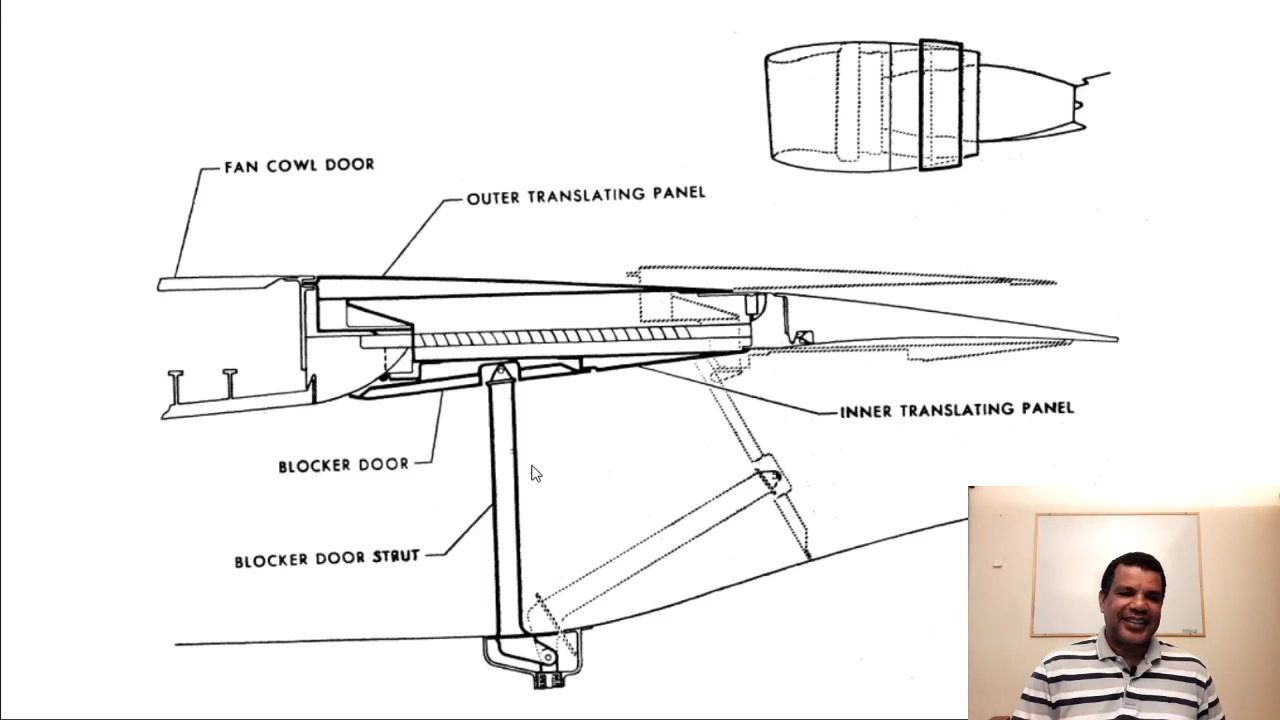 FAN COWL DOOR
OUTER TRANSLATING PANEL
INNER TRANSLATING PANEL
BLOCKER DOOR
BLOCKER DOOR STRUT